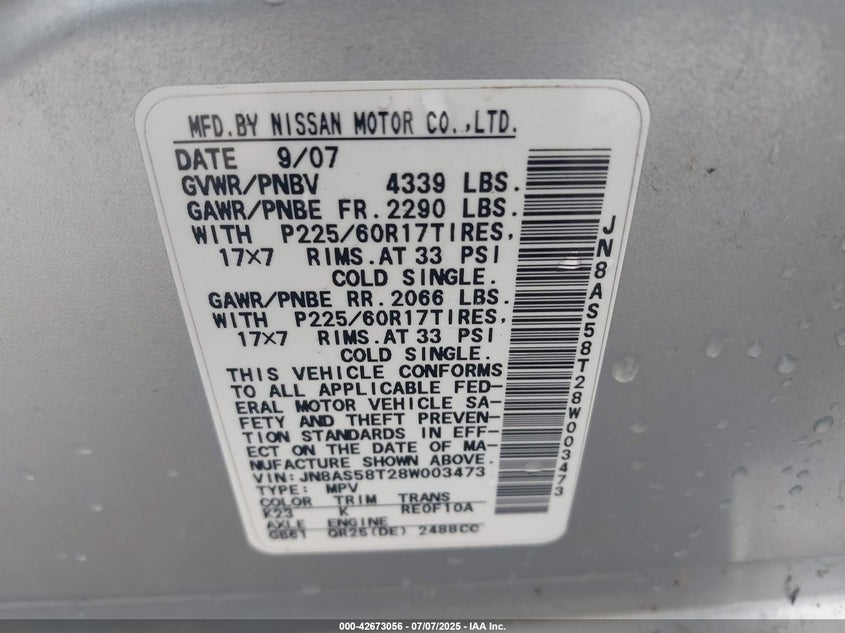 MFD.BY NISSAN MOTOR CO.,LTD.
DATE 9/07
GVWR/PNBV 4339 LBS.
GAWR/PNBE FR.2290 LBS.
WITH P225/60R17TIRES,
17×7 RIMS.AT 33 PSI
COLD SINGLE.
GAWR/PNBE RR.2066 LBS.
WITH P225/60R17TIRES,
17×7 RIMS.AT 33 PSI
COLD SINGLE.
THIS VEHICLE CONFORMS
TO ALL APPLICABLE FED-
ERAL MOTOR VEHICLE SA-
FETY AND THEFT PREVEN-
TION STANDARDS IN EFF-
ECT ON THE DATE OF MA-
NUFACTURE SHOWN ABOVE.
VIN:JN8AS58T28W003473
TYPE: MPV
COLOR TRIM TRANS
K23 K RE0F10A
AXLE ENGINE
GB61 QR25(DE) 2488CC
JN8AS58T28W003473
000-42673056 - 07/07/2025 - IAA Inc.